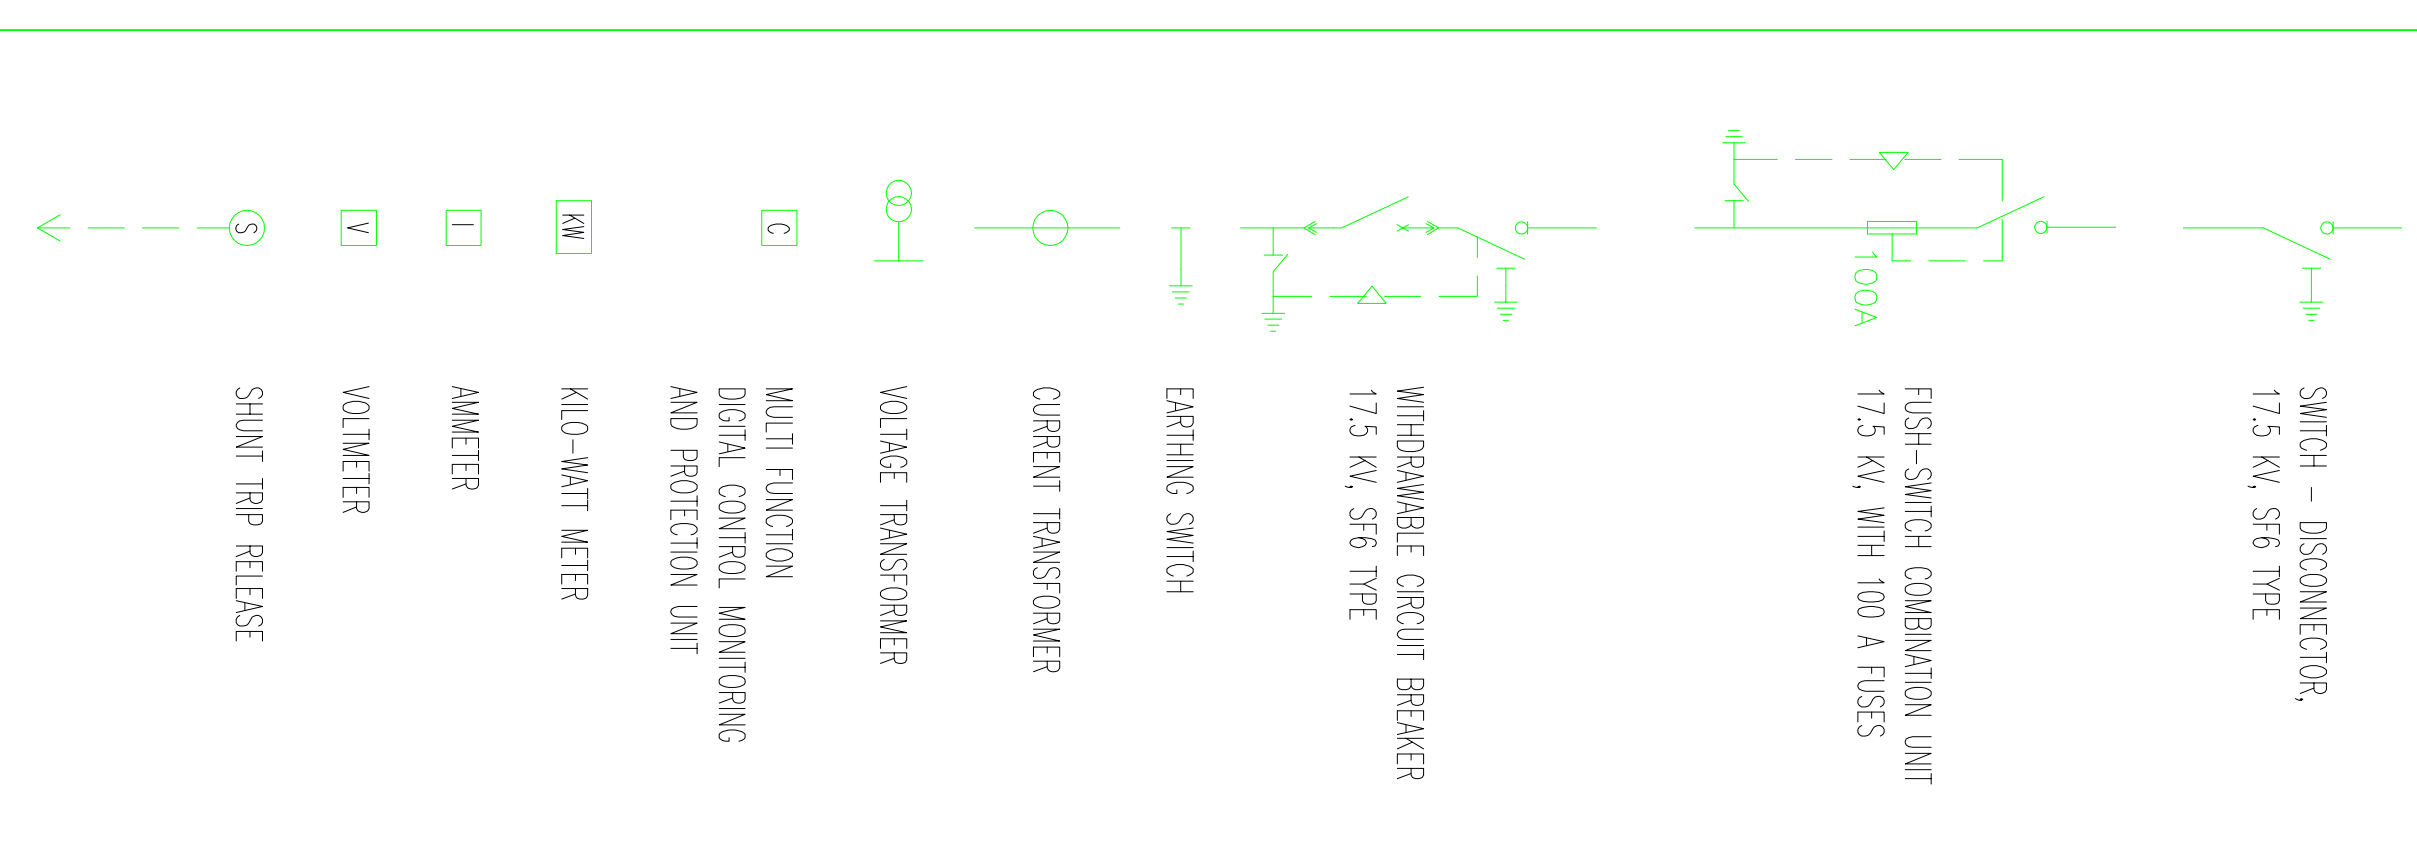 SWITCH - DISCONNECTOR,
17.5 KV, SF6 TYPE
100A
FUSH-SWITCH COMBINATION UNIT
17.5 KV, WITH 100 A FUSES
WITHDRAWABLE CIRCUIT BREAKER
17.5 KV, SF6 TYPE
EARTHING SWITCH
CURRENT TRANSFORMER
VOLTAGE TRANSFORMER
C
MULTI FUNCTION
DIGITAL CONTROL MONITORING
AND PROTECTION UNIT
KW
KILO-WATT METER
I
AMMETER
V
VOLTMETER
S
SHUNT TRIP RELEASE